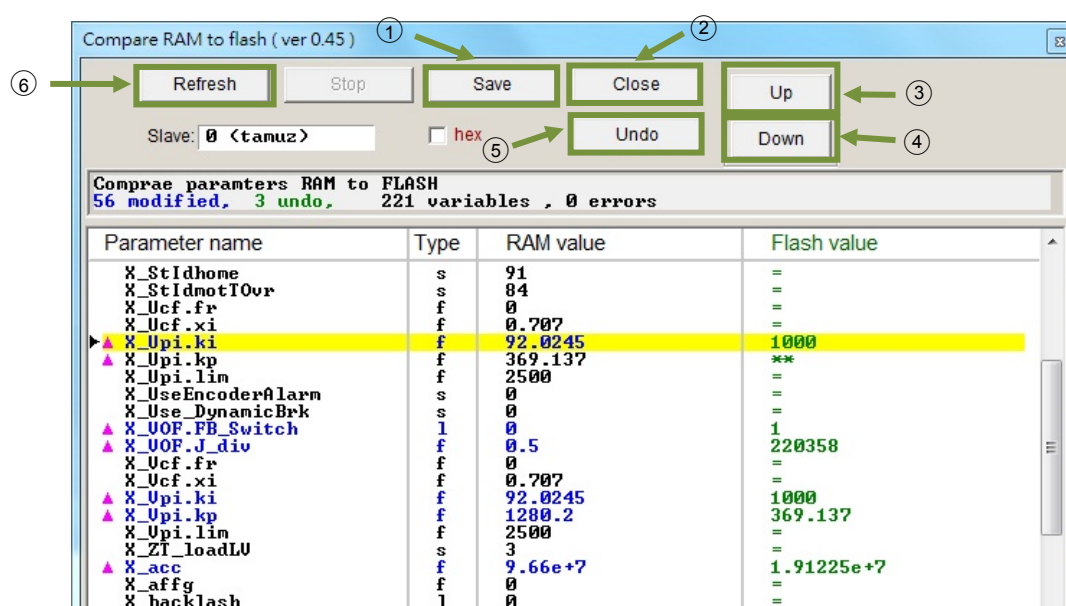 Compare RAM to flash ( ver 0.45 )
① ②
⑥ Refresh Stop Save Close Up ③
Slave: 0 (tamuz) hex ⑤ Undo Down ④
Comprae paramters RAM to FLASH
56 modified, 3 undo, 221 variables , 0 errors
Parameter name Type RAM value Flash value
X_StIdhome s 91 =
X_StIdmotTOvr s 84 =
X_Ucf.fr f 0 =
X_Ucf.xi f 0.707 =
X_Upi.ki f 92.0245 1000
X_Upi.kp f 369.137 **
X_Upi.lim f 2500 =
X_UseEncoderAlarm s 0 =
X_Use_DynamicBrk s 0 =
X_VOF.FB_Switch l 0 1
X_VOF.J_div f 0.5 220358
X_Vcf.fr f 0 =
X_Vcf.xi f 0.707 =
X_Vpi.ki f 92.0245 1000
X_Vpi.kp f 1280.2 369.137
X_Vpi.lim f 2500 =
X_ZT_loadLV s 3 =
X_acc f 9.66e+7 1.91225e+7
X_affg f 0 =
X_backlash l 0 =